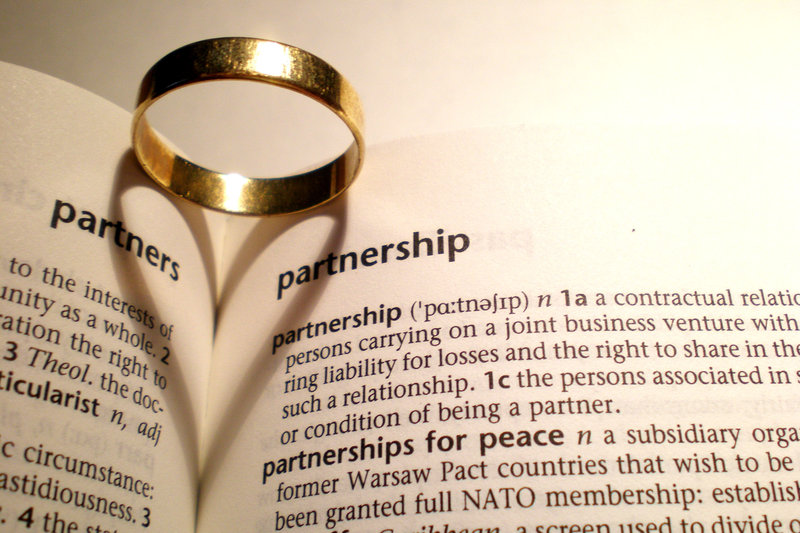 partners
to the interests of
unity as a whole. 2
ration the right to
3 Theol. the doc-
ticularist n, adj
c circumstance:
astidiousness. 3
4 the
partnership
partnership ('pɑːtnəʃɪp) n 1a a contractual relatio
persons carrying on a joint business venture with
ring liability for losses and the right to share in the
such a relationship. 1c the persons associated in s
or condition of being a partner.
partnerships for peace n a subsidiary orga
former Warsaw Pact countries that wish to be
been granted full NATO membership: establish
Caribbean. a screen used to divide o